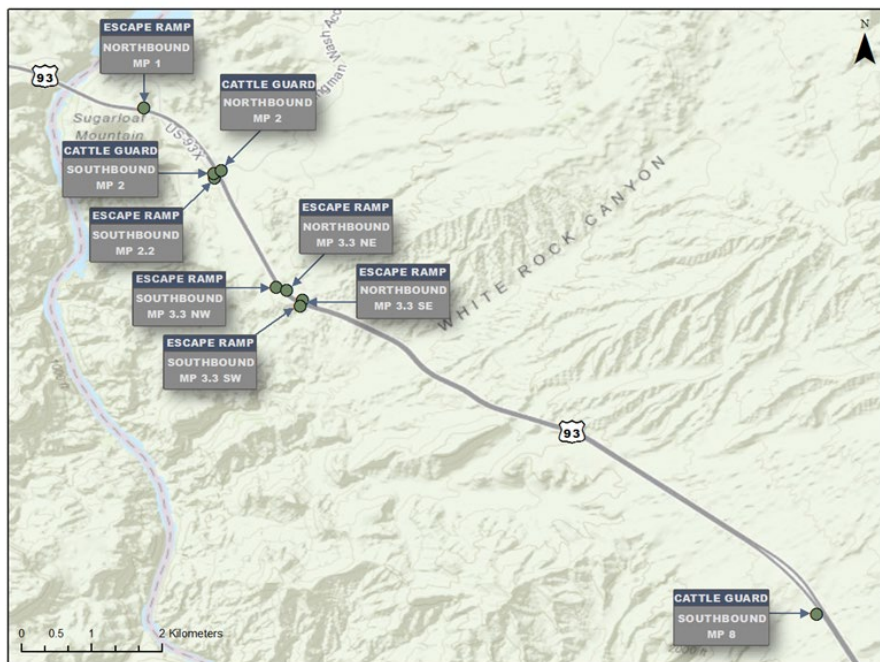 ESCAPE RAMP
NORTHBOUND
MP 1
N
93
CATTLE GUARD
NORTHBOUND
MP 2
Sugarloaf
Mountain
US-93X
CATTLE GUARD
SOUTHBOUND
MP 2
ESCAPE RAMP
SOUTHBOUND
MP 2.2
ESCAPE RAMP
NORTHBOUND
MP 3.3 NE
WHITE ROCK CANYON
ESCAPE RAMP
SOUTHBOUND
MP 3.3 NW
ESCAPE RAMP
NORTHBOUND
MP 3.3 SE
ESCAPE RAMP
SOUTHBOUND
MP 3.3 SW
93
CATTLE GUARD
SOUTHBOUND
MP 8
0 0.5 1 2 Kilometers